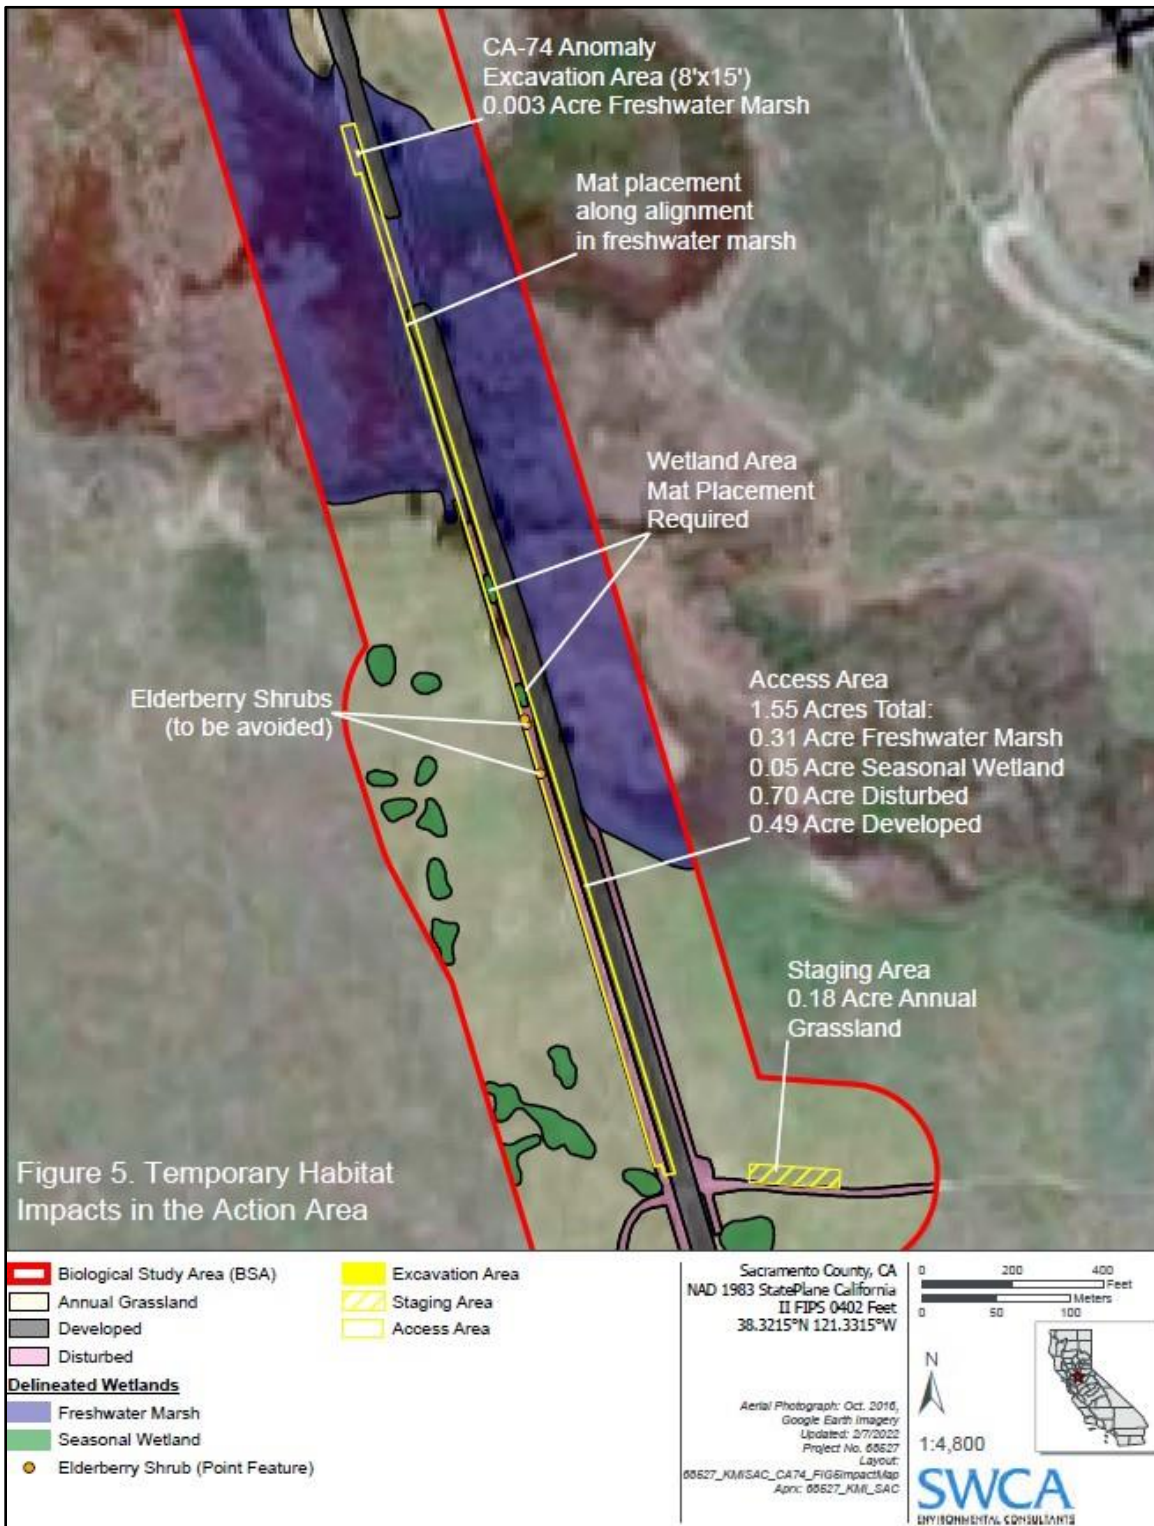 CA-74 Anomaly
Excavation Area (8'x15')
0.003 Acre Freshwater Marsh
Mat placement
along alignment
in freshwater marsh
Wetland Area
Mat Placement
Required
Elderberry Shrubs
(to be avoided)
Access Area
1.55 Acres Total:
0.31 Acre Freshwater Marsh
0.05 Acre Seasonal Wetland
0.70 Acre Disturbed
0.49 Acre Developed
Staging Area
0.18 Acre Annual
Grassland
Figure 5. Temporary Habitat
Impacts in the Action Area
Biological Study Area (BSA)
Annual Grassland
Developed
Disturbed
Delineated Wetlands
Freshwater Marsh
Seasonal Wetland
Elderberry Shrub (Point Feature)
Excavation Area
Staging Area
Access Area
Sacramento County, CA
NAD 1983 StatePlane California
II FIPS 0402 Feet
38.3215°N 121.3315°W
Aerial Photograph: Oct. 2016,
Google Earth Imagery
Updated: 2/7/2022
Project No. 66527
Layout:
66527_KMISAC_CA74_FIG5ImpactMap
Aprx: 66527_KMI_SAC
0 200 400
Feet
Meters
0 50 100
N
1:4,800
SWCA
ENVIRONMENTAL CONSULTANTS